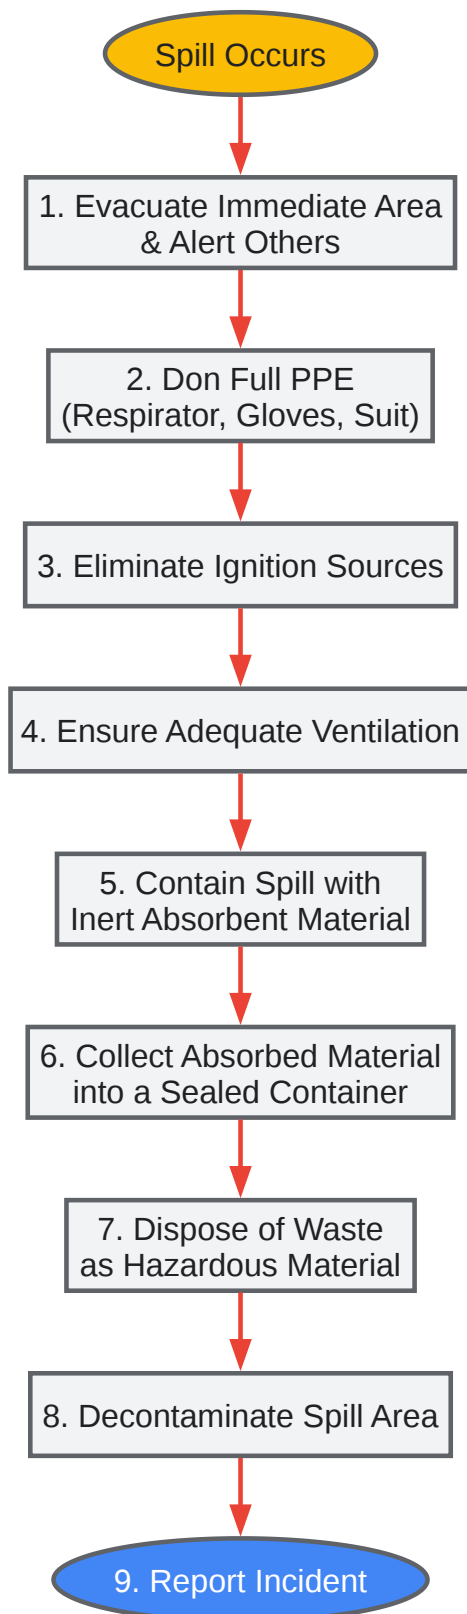 Spill Occurs
1. Evacuate Immediate Area
& Alert Others
2. Don Full PPE
(Respirator, Gloves, Suit)
3. Eliminate Ignition Sources
4. Ensure Adequate Ventilation
5. Contain Spill with
Inert Absorbent Material
6. Collect Absorbed Material
into a Sealed Container
7. Dispose of Waste
as Hazardous Material
8. Decontaminate Spill Area
9. Report Incident